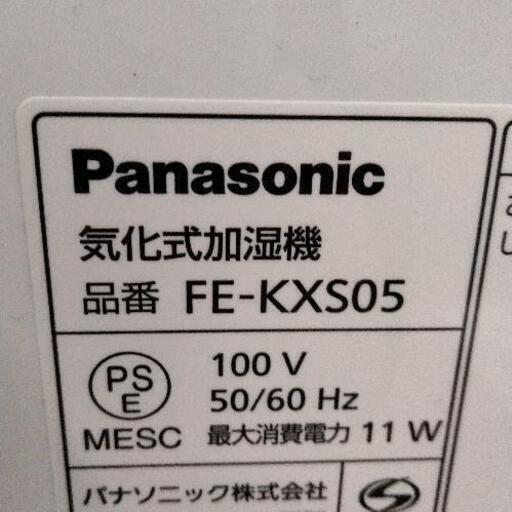 Panasonic
気化式加湿機
品番 FE-KXS05
PS
E
MESC
100 V
50/60 Hz
最大消費電力 11 W
パナソニック株式会社